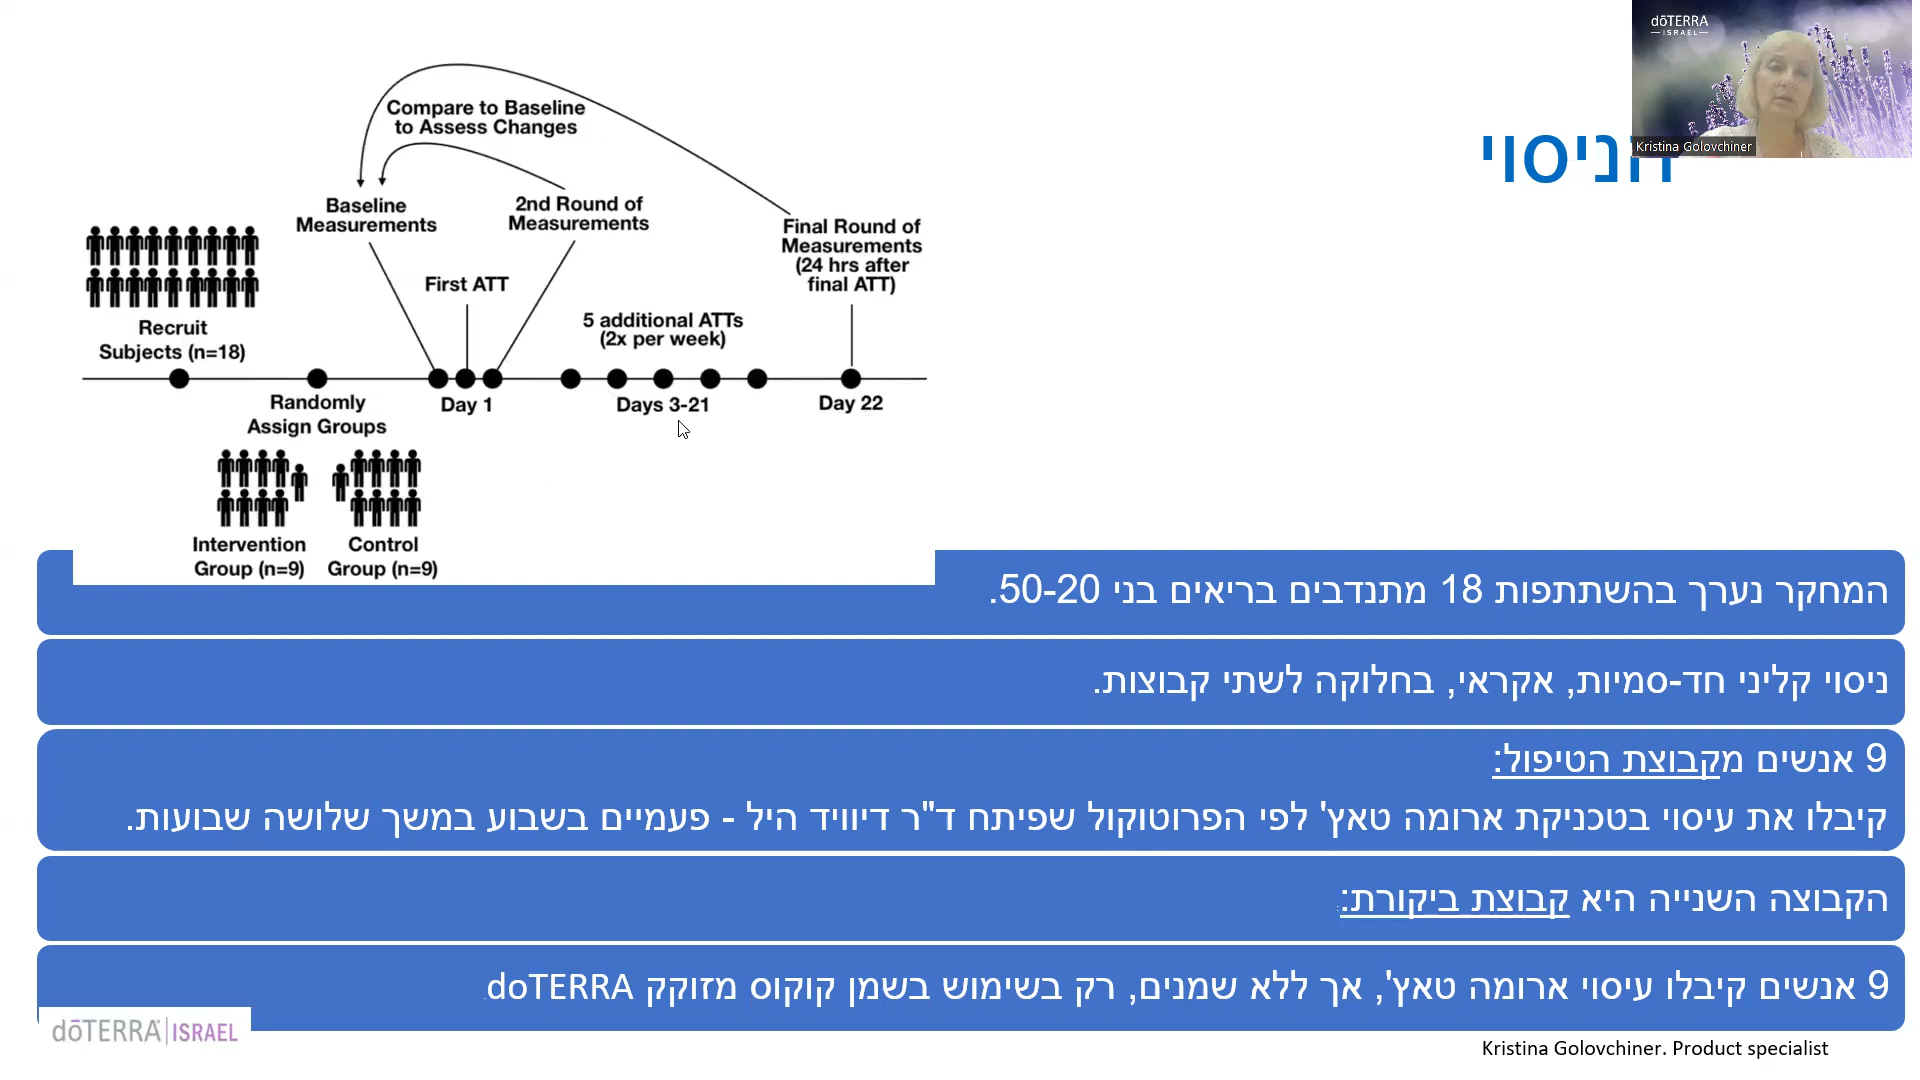 dōTERRA
ISRAEL
Kristina Golovchiner
הניסוי
Compare to Baseline
to Assess Changes
Baseline
Measurements
2nd Round of
Measurements
Final Round of
Measurements
(24 hrs after
final ATT)
First ATT
5 additional ATTs
(2x per week)
Recruit
Subjects (n=18)
Randomly
Assign Groups
Day 1
Days 3-21
Day 22
Intervention
Group (n=9)
Control
Group (n=9)
המחקר נערך בהשתתפות 18 מתנדבים בריאים בני 50-20.
ניסוי קליני חד-סמיות, אקראי, בחלוקה לשתי קבוצות.
9 אנשים מקבוצת הטיפול:
קיבלו את עיסוי בטכניקת ארומה טאץ' לפי הפרוטוקול שפיתח ד"ר דיוויד היל - פעמיים בשבוע במשך שלושה שבועות.
הקבוצה השנייה היא קבוצת ביקורת:
9 אנשים קיבלו עיסוי ארומה טאץ', אך ללא שמנים, רק בשימוש בשמן קוקוס מזוקק doTERRA.
dōTERRA | ISRAEL
Kristina Golovchiner. Product specialist